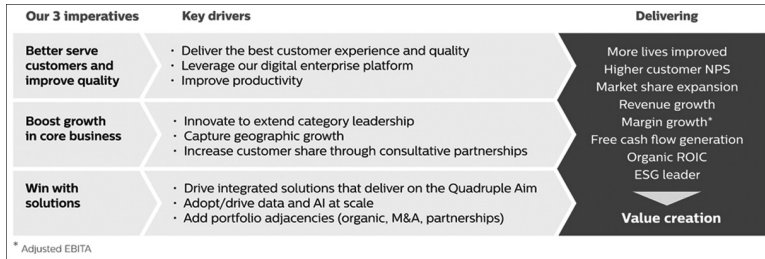 Our 3 imperatives
Key drivers
Delivering
Better serve
customers and
improve quality
· Deliver the best customer experience and quality
· Leverage our digital enterprise platform
· Improve productivity
Boost growth
in core business
· Innovate to extend category leadership
· Capture geographic growth
· Increase customer share through consultative partnerships
Win with
solutions
· Drive integrated solutions that deliver on the Quadruple Aim
· Adopt/drive data and AI at scale
· Add portfolio adjacencies (organic, M&A, partnerships)
More lives improved
Higher customer NPS
Market share expansion
Revenue growth
Margin growth*
Free cash flow generation
Organic ROIC
ESG leader
Value creation
* Adjusted EBITA